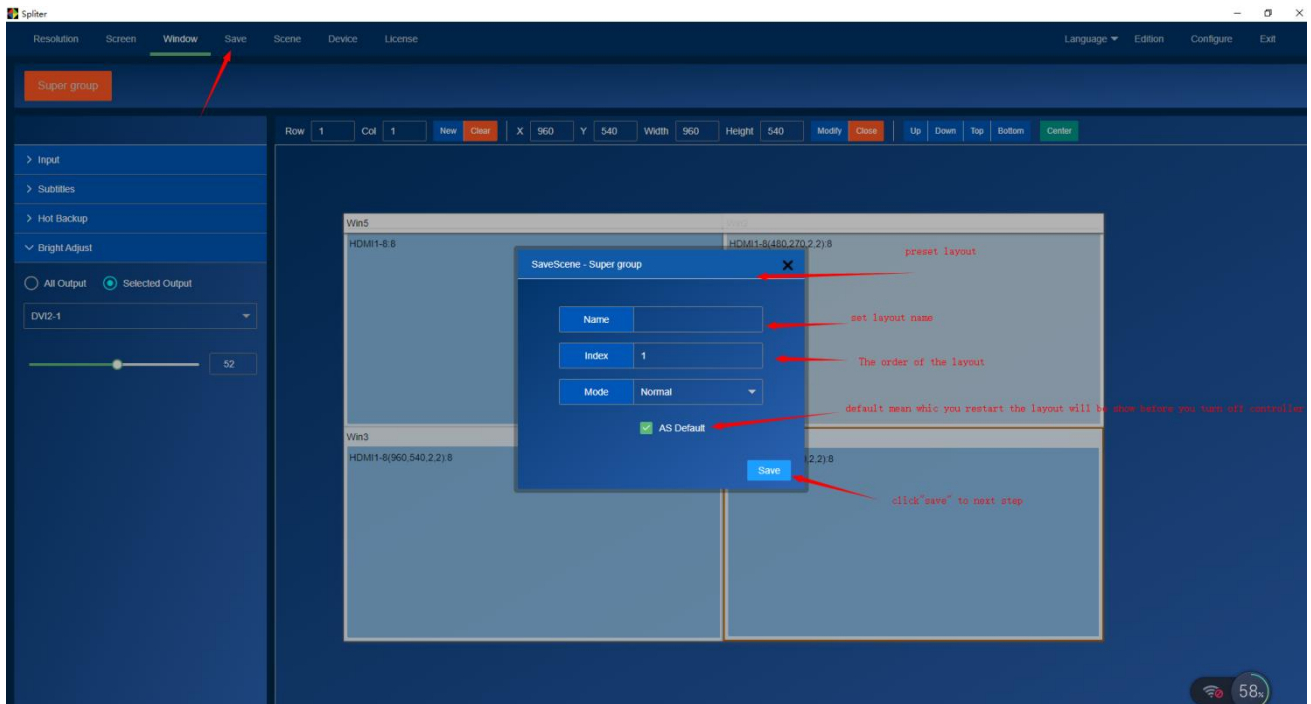 Spliter
Resolution Screen Window Save Scene Device License Language Edition Configure Exit
Super group
Row 1 Col 1 New Clear X 960 Y 540 Width 960 Height 540 Modify Close Up Down Top Bottom Center
Input
Subtitles
Hot Backup
Bright Adjust
All Output Selected Output
DVI2-1
52
Win5
HDMI1-8:8
HDMI1-8(480,270,2,2):8
preset layout
SaveScene - Super group
Name
set layout name
Index 1
The order of the layout
Mode Normal
default mean whic you restart the layout will be show before you turn off controller
AS Default
Save
click"save" to next step
Win3
HDMI1-8(960,540,2,2):8
,2,2):8
58%